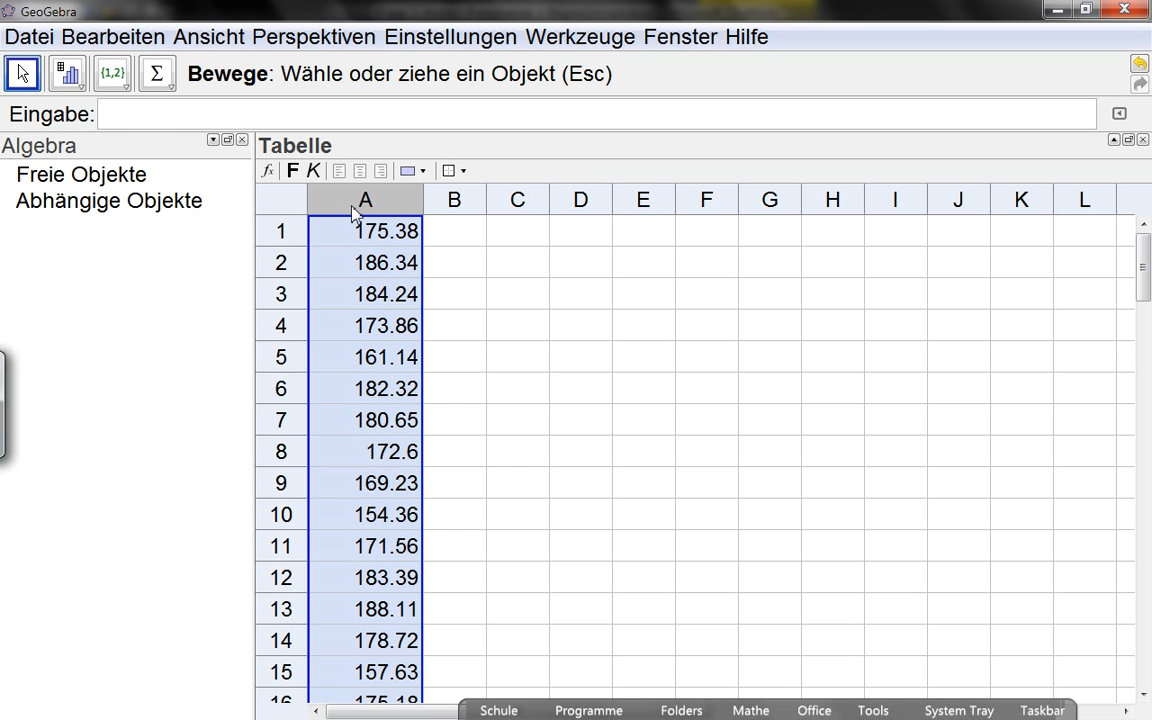 GeoGebra
Datei Bearbeiten Ansicht Perspektiven Einstellungen Werkzeuge Fenster Hilfe
{1,2} Σ Bewege: Wähle oder ziehe ein Objekt (Esc)
Eingabe:
Algebra
Freie Objekte
Abhängige Objekte
Tabelle
fx F K
A B C D E F G H I J K L
1 175.38
2 186.34
3 184.24
4 173.86
5 161.14
6 182.32
7 180.65
8 172.6
9 169.23
10 154.36
11 171.56
12 183.39
13 188.11
14 178.72
15 157.63
16 175.18
Schule Programme Folders Mathe Office Tools System Tray Taskbar